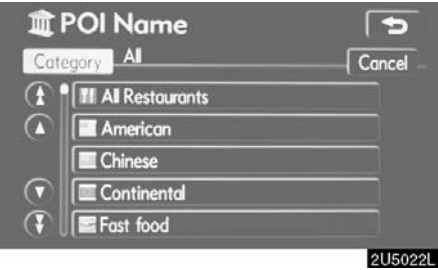 POI Name
Category All
Cancel
All Restaurants
American
Chinese
Continental
Fast food
2U5022L